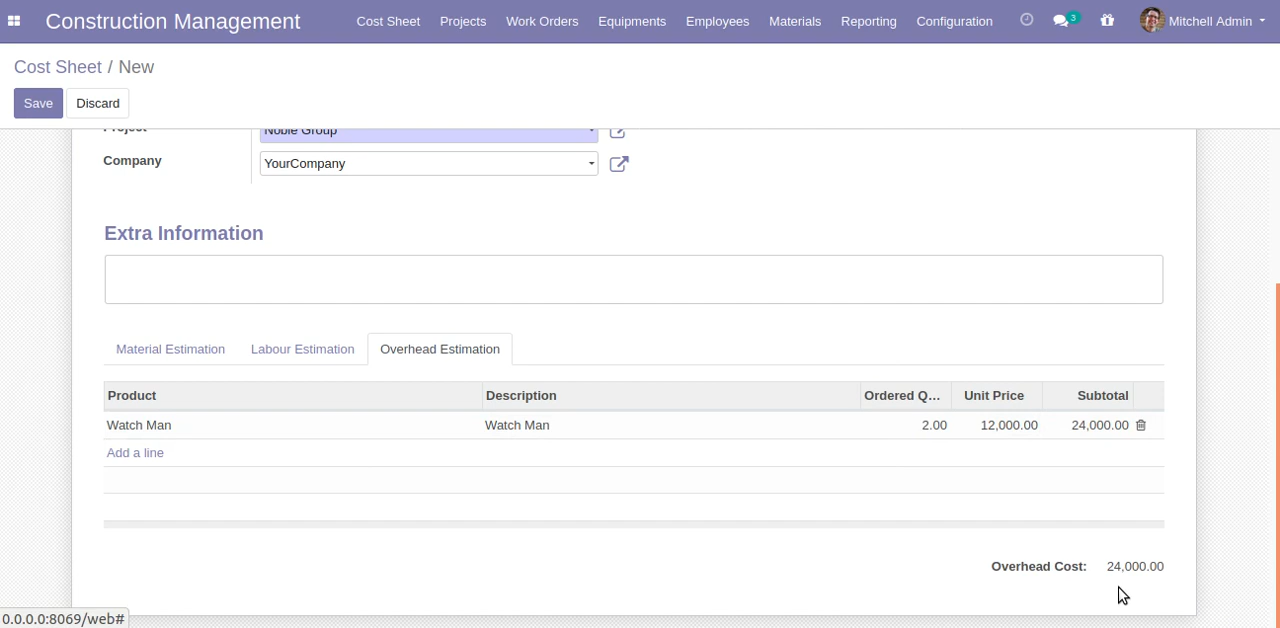 Construction Management Cost Sheet Projects Work Orders Equipments Employees Materials Reporting Configuration 3 Mitchell Admin
Cost Sheet / New
Save Discard
Project Noble Group
Company YourCompany
Extra Information
Material Estimation Labour Estimation Overhead Estimation
Product Description Ordered Q... Unit Price Subtotal
Watch Man Watch Man 2.00 12,000.00 24,000.00
Add a line
Overhead Cost: 24,000.00
0.0.0.0:8069/web#